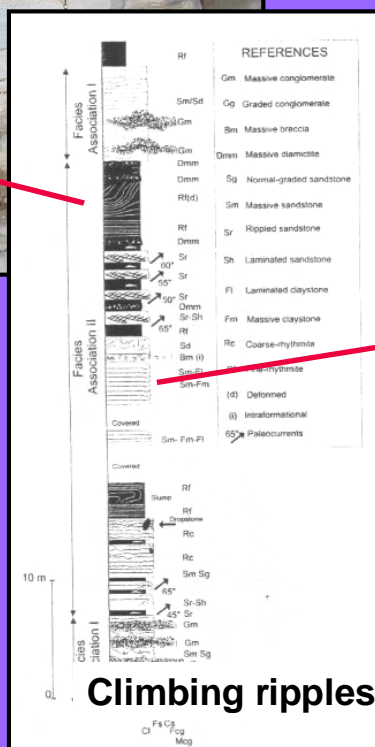 REFERENCES
Gm Massive conglomerate
Gg Graded conglomerate
Bm Massive breccia
Dmm Massive diamictite
Sg Normal-graded sandstone
Sm Massive sandstone
Sr Rippled sandstone
Sh Laminated sandstone
Fl Laminated claystone
Fm Massive claystone
Rc Coarse-rhythmite
-rhythmite
(d) Deformed
(i) Intraformational
65° Paleocurrents
Facies
Association I
Rf
Sm/Sd
Gm
Gm
Facies
Association II
Dmm
Dmm
Rf(d)
Rf
Dmm
Sr
60°
Sr
55°
Sr
50°
Dmm
Sr-Sh
65°
Rf
Sd
Bm (i)
Sm-Fl
Sm-Fm
Covered
Sm- Fm-Fl
Covered
Rf
Slump
Rf
Dropstone
Rc
Rc
Sm Sg
65°
Sr-Sh
45° Sr
cies
ciation I
Gm
Gm
Sm Sg
10 m
0
Climbing ripples
Fs Cs
Cl Fcg
Mcg